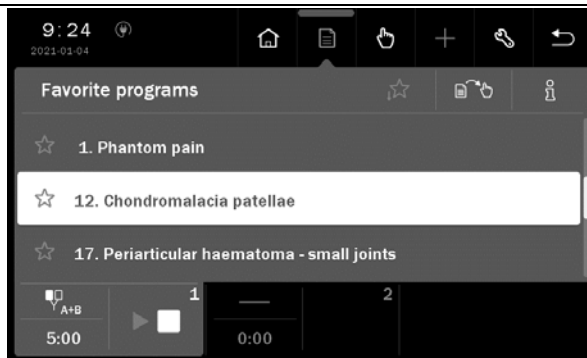 9:24
2021-01-04
Favorite programs
1. Phantom pain
12. Chondromalacia patellae
17. Periarticular haematoma - small joints
A+B
1
2
5:00
0:00